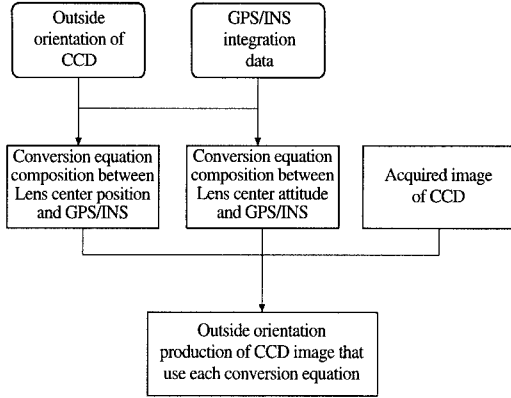 Outside
orientation of
CCD
GPS/INS
integration
data
Conversion equation
composition between
Lens center position
and GPS/INS
Conversion equation
composition between
Lens center attitude
and GPS/INS
Acquired image
of CCD
Outside orientation
production of CCD image that
use each conversion equation